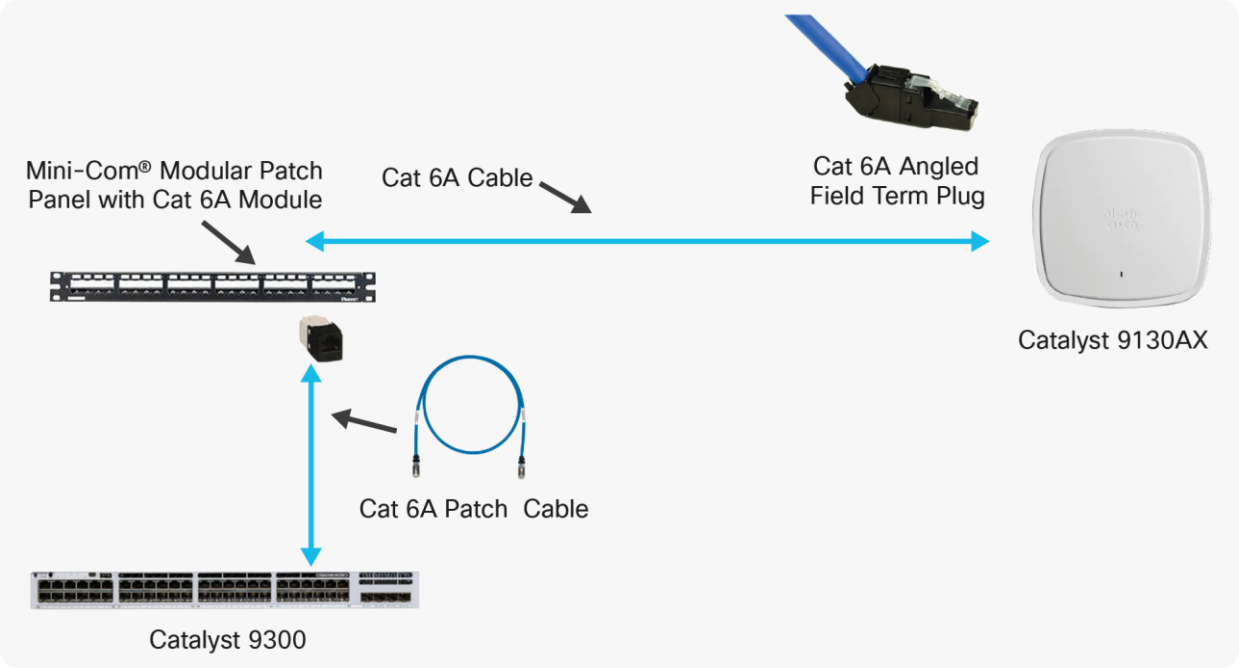 Cat 6A Angled
Field Term Plug
Mini-Com® Modular Patch
Panel with Cat 6A Module
Cat 6A Cable
CISCO
Catalyst 9130AX
Cat 6A Patch  Cable
Catalyst 9300